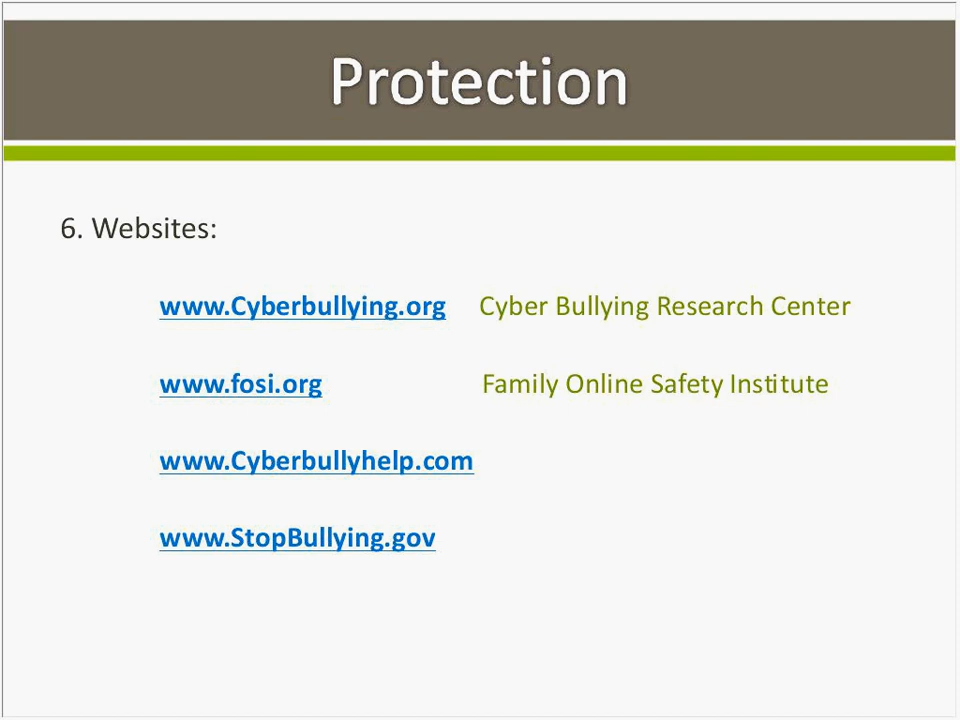 Protection
6. Websites:
www.Cyberbullying.org Cyber Bullying Research Center
www.fosi.org Family Online Safety Institute
www.Cyberbullyhelp.com
www.StopBullying.gov